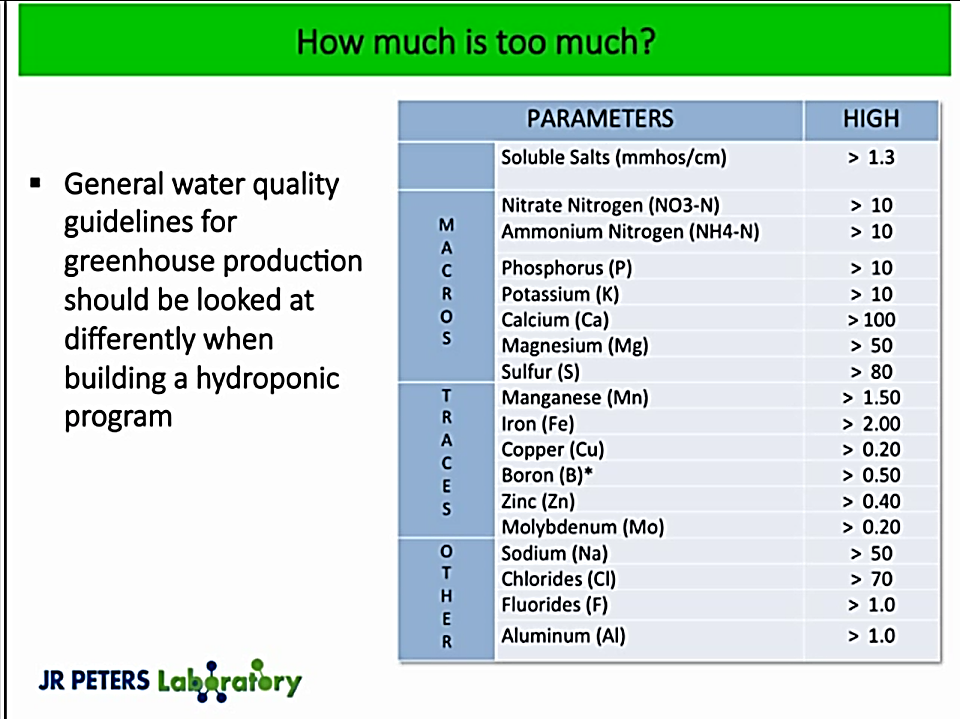 How much is too much?
▪ General water quality
guidelines for
greenhouse production
should be looked at
differently when
building a hydroponic
program
PARAMETERS HIGH
Soluble Salts (mmhos/cm) > 1.3
MACROS
Nitrate Nitrogen (NO3-N) > 10
Ammonium Nitrogen (NH4-N) > 10
Phosphorus (P) > 10
Potassium (K) > 10
Calcium (Ca) > 100
Magnesium (Mg) > 50
Sulfur (S) > 80
TRACES
Manganese (Mn) > 1.50
Iron (Fe) > 2.00
Copper (Cu) > 0.20
Boron (B)* > 0.50
Zinc (Zn) > 0.40
Molybdenum (Mo) > 0.20
OTHER
Sodium (Na) > 50
Chlorides (Cl) > 70
Fluorides (F) > 1.0
Aluminum (Al) > 1.0
JR PETERS Laboratory